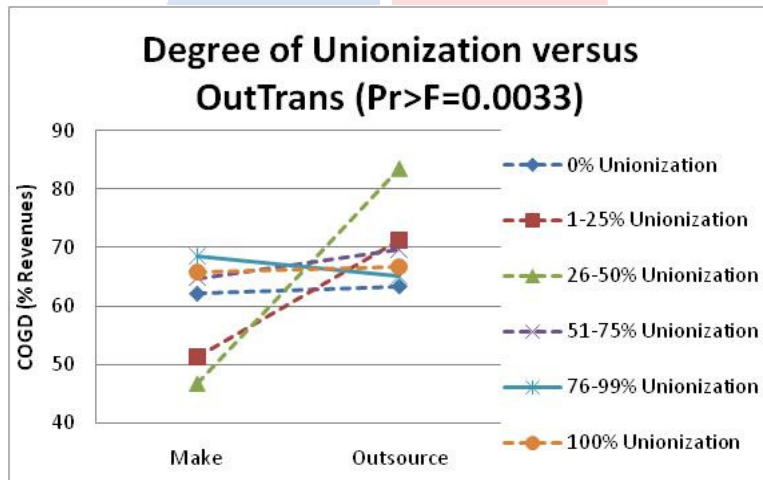 Degree of Unionization versus
OutTrans (Pr>F=0.0033)
COGD (% Revenues)
90
80
70
60
50
40
Make
Outsource
0% Unionization
1-25% Unionization
26-50% Unionization
51-75% Unionization
76-99% Unionization
100% Unionization